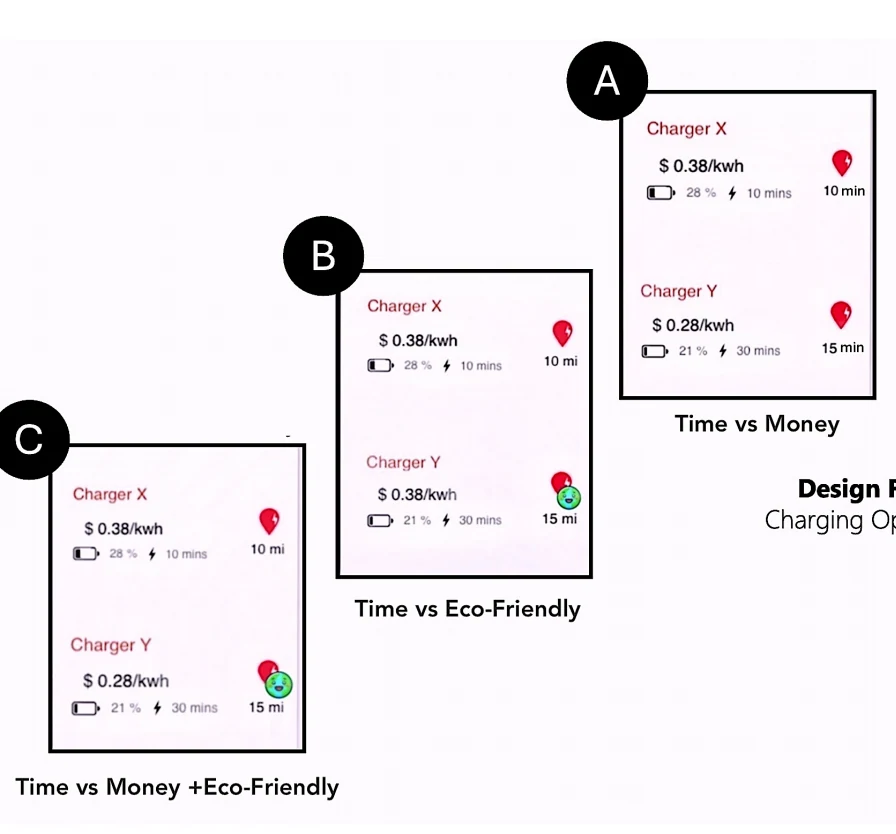 A
Charger X
$ 0.38/kwh
28 % 10 mins
10 min
Charger Y
$ 0.28/kwh
21 % 30 mins
15 min
Time vs Money
B
Charger X
$ 0.38/kwh
28 % 10 mins
10 mi
Charger Y
$ 0.38/kwh
21 % 30 mins
15 mi
Time vs Eco-Friendly
C
Charger X
$ 0.38/kwh
28 % 10 mins
10 mi
Charger Y
$ 0.28/kwh
21 % 30 mins
15 mi
Time vs Money +Eco-Friendly
Design
Charging